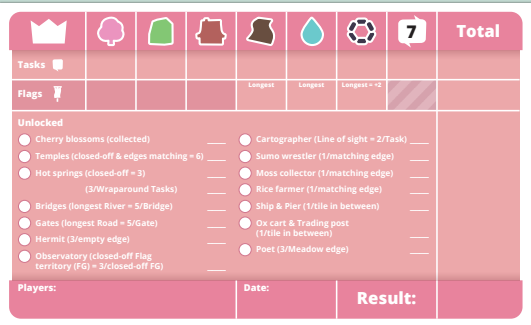 7 Total
Tasks
Flags Longest Longest Longest = +2
Unlocked
Cherry blossoms (collected)
Temples (closed-off & edges matching = 6)
Hot springs (closed-off = 3)
(3/Wraparound Tasks)
Bridges (longest River = 5/Bridge)
Gates (longest Road = 5/Gate)
Hermit (3/empty edge)
Observatory (closed-off Flag
territory (FG) = 3/closed-off FG)
Cartographer (Line of sight = 2/Task)
Sumo wrestler (1/matching edge)
Moss collector (1/matching edge)
Rice farmer (1/matching edge)
Ship & Pier (1/tile in between)
Ox cart & Trading post
(1/tile in between)
Poet (3/Meadow edge)
Players: Date: Result: